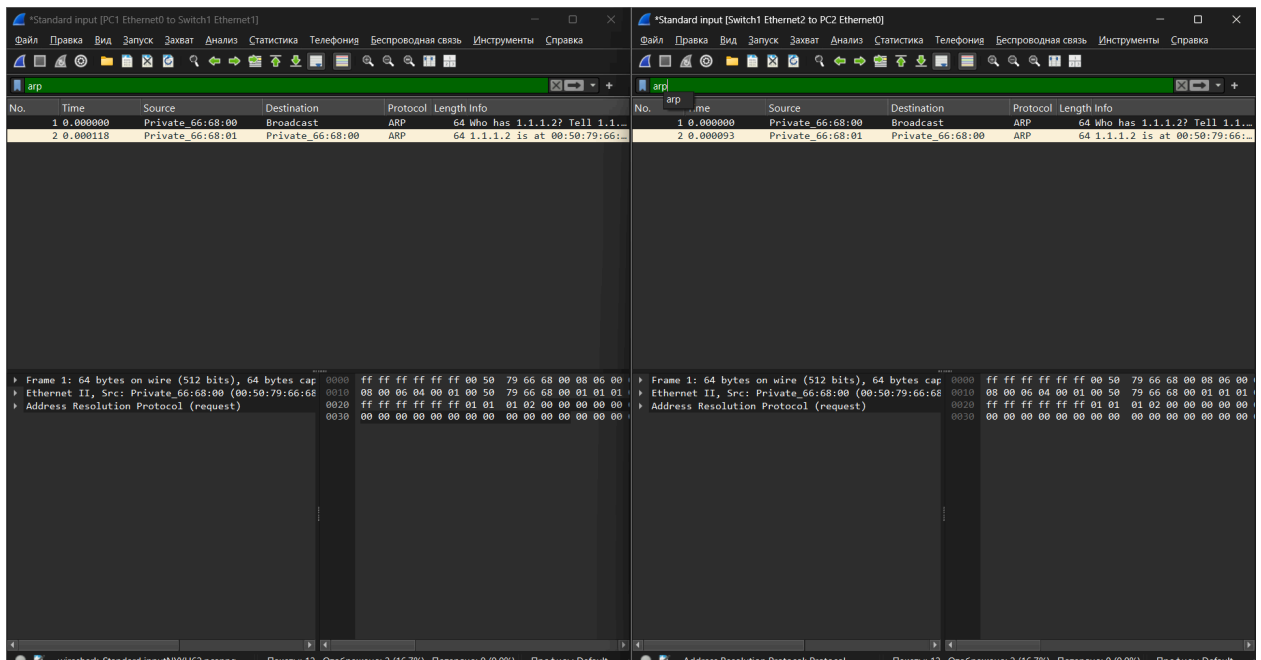 *Standard input [PC1 Ethernet0 to Switch1 Ethernet1]
Файл Правка Вид Запуск Захват Анализ Статистика Телефония Беспроводная связь Инструменты Справка
arp
No. Time Source Destination Protocol Length Info
1 0.000000 Private_66:68:00 Broadcast ARP 64 Who has 1.1.1.2? Tell 1.1.…
2 0.000118 Private_66:68:01 Private_66:68:00 ARP 64 1.1.1.2 is at 00:50:79:66:…
Frame 1: 64 bytes on wire (512 bits), 64 bytes cap
Ethernet II, Src: Private_66:68:00 (00:50:79:66:68
Address Resolution Protocol (request)
0000 ff ff ff ff ff ff 00 50 79 66 68 00 08 06 00
0010 08 00 06 04 00 01 00 50 79 66 68 00 01 01 01
0020 ff ff ff ff ff ff 01 01 01 02 00 00 00 00 00
0030 00 00 00 00 00 00 00 00 00 00 00 00 00 00 00
*Standard input [Switch1 Ethernet2 to PC2 Ethernet0]
Файл Правка Вид Запуск Захват Анализ Статистика Телефония Беспроводная связь Инструменты Справка
arp
arp
No. me Source Destination Protocol Length Info
1 0.000000 Private_66:68:00 Broadcast ARP 64 Who has 1.1.1.2? Tell 1.1.…
2 0.000093 Private_66:68:01 Private_66:68:00 ARP 64 1.1.1.2 is at 00:50:79:66:…
Frame 1: 64 bytes on wire (512 bits), 64 bytes cap
Ethernet II, Src: Private_66:68:00 (00:50:79:66:68
Address Resolution Protocol (request)
0000 ff ff ff ff ff ff 00 50 79 66 68 00 08 06 00
0010 08 00 06 04 00 01 00 50 79 66 68 00 01 01 01
0020 ff ff ff ff ff ff 01 01 01 02 00 00 00 00 00
0030 00 00 00 00 00 00 00 00 00 00 00 00 00 00 00